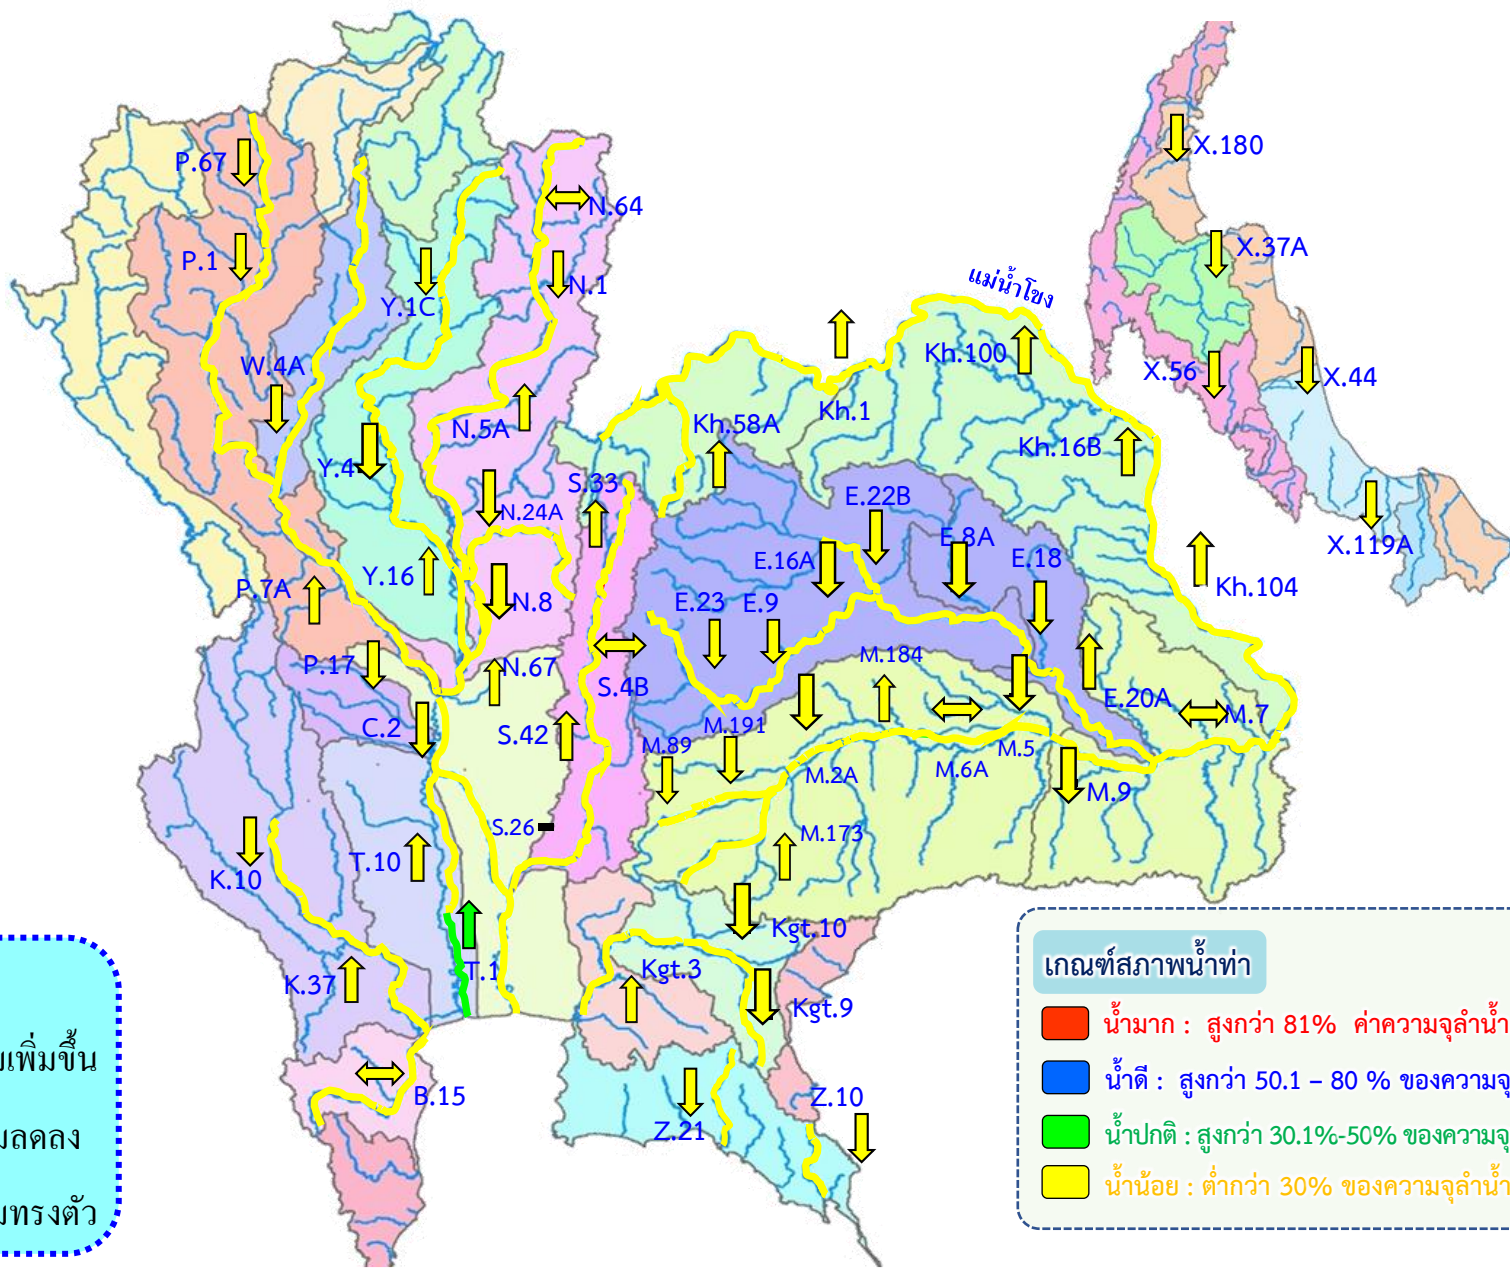 P.67
X.180
N.64
P.1
X.37A
N.1
Y.1C
แม่น้ำโขง
Kh.100
W.4A
X.56
X.44
Kh.1
N.5A
Kh.58A
Kh.16B
Y.4
S.33
E.22B
N.24A
E.8A
X.119A
E.16A
E.18
Y.16
P.7A
Kh.104
N.8
E.23
E.9
P.17
N.67
M.184
S.4B
E.20A
M.7
C.2
S.42
M.191
M.89
M.5
M.2A
M.6A
M.9
S.26
M.173
T.10
K.10
Kgt.10
T.1
Kgt.3
K.37
Kgt.9
B.15
Z.10
Z.21
เกณฑ์สภาพน้ำท่า
น้ำมาก : สูงกว่า 81% ค่าความจุลำน้ำ
น้ำดี : สูงกว่า 50.1 – 80 % ของความจุ
น้ำปกติ : สูงกว่า 30.1%-50% ของความจุ
น้ำน้อย : ต่ำกว่า 30% ของความจุลำน้ำ
เพิ่มขึ้น
ลดลง
ทรงตัว